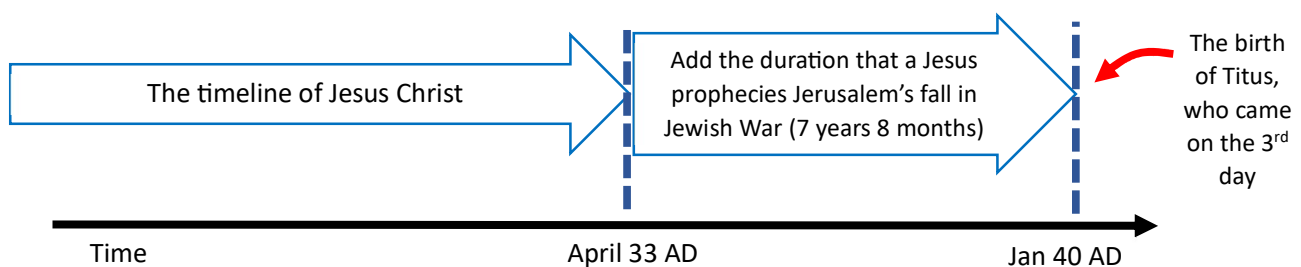 The timeline of Jesus Christ
Add the duration that a Jesus
prophecies Jerusalem's fall in
Jewish War (7 years 8 months)
The birth
of Titus,
who came
on the 3rd
day
Time
April 33 AD
Jan 40 AD